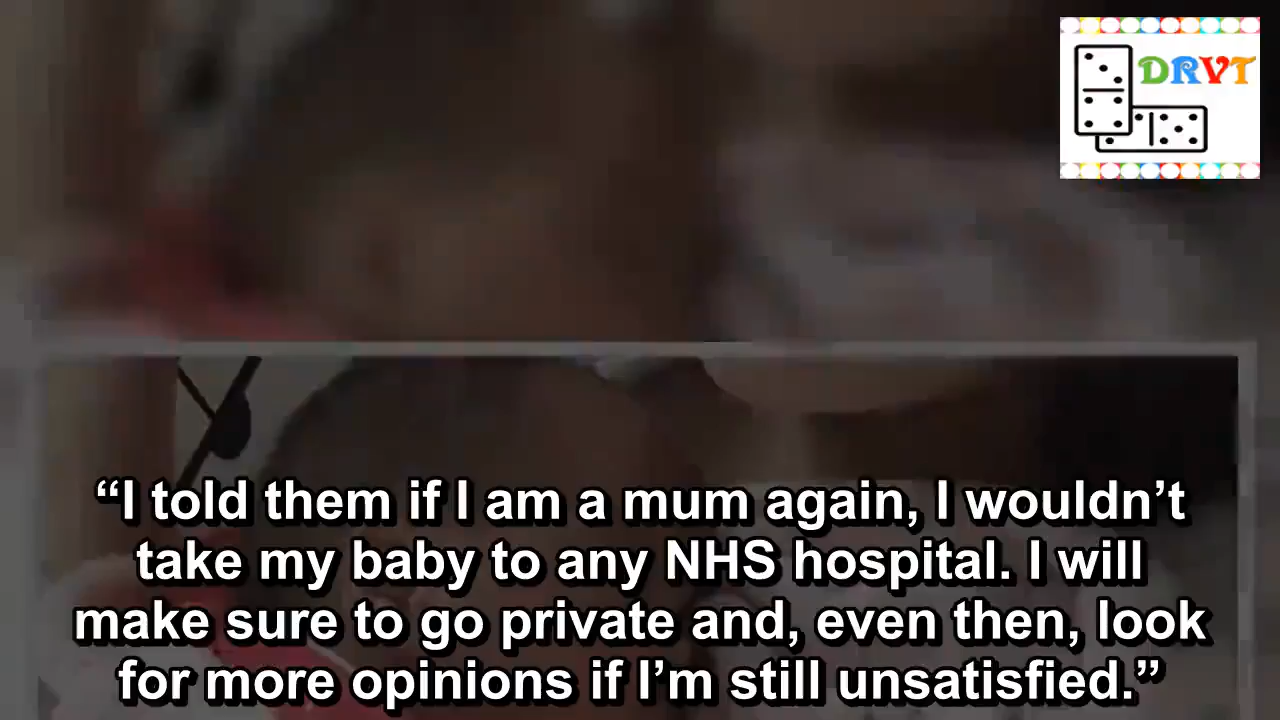 DRVT
“I told them if I am a mum again, I wouldn’t
take my baby to any NHS hospital. I will
make sure to go private and, even then, look
for more opinions if I’m still unsatisfied.”